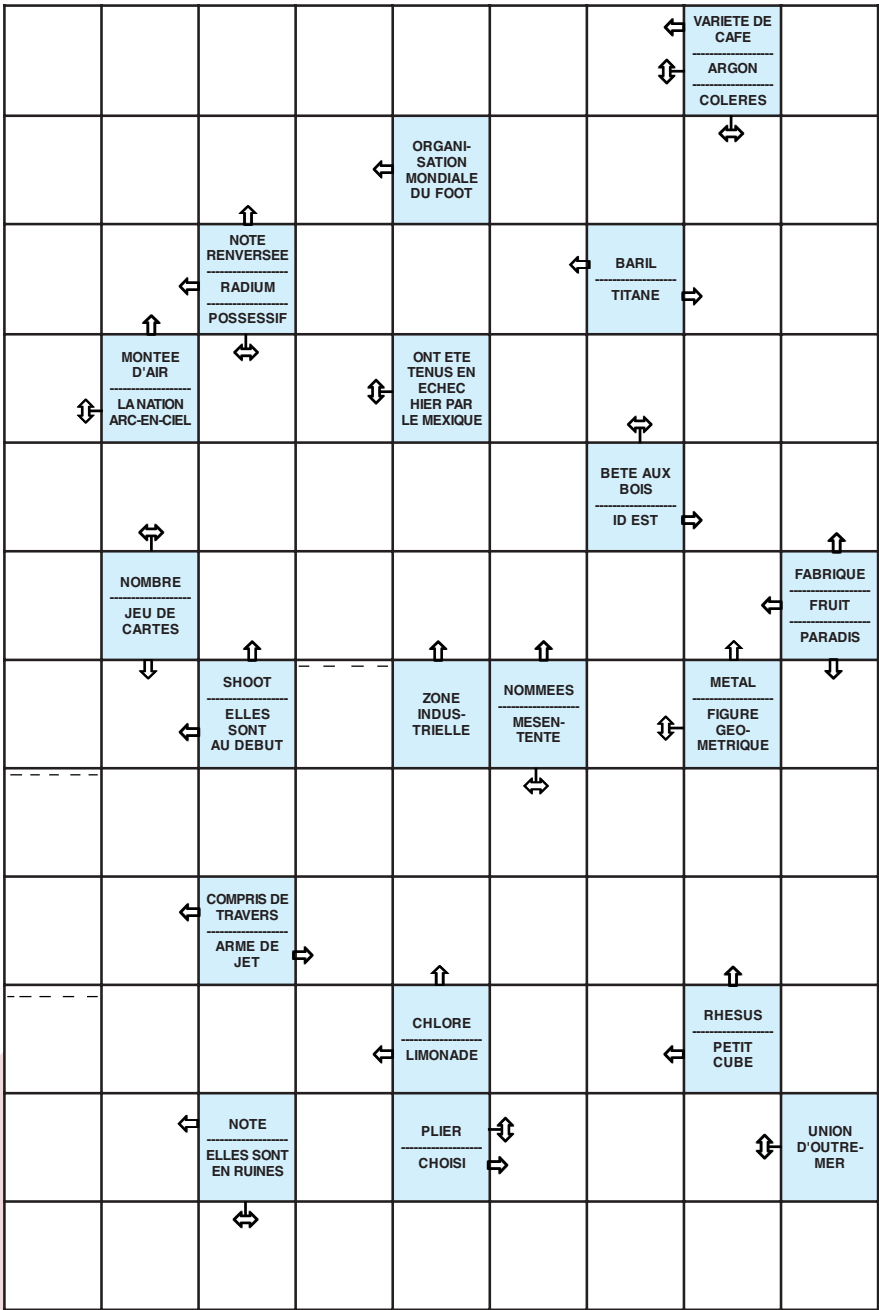 VARIETE DE
CAFE
ARGON
COLERES
ORGANI-
SATION
MONDIALE
DU FOOT
NOTE
RENVERSEE
RADIUM
POSSESSIF
BARIL
TITANE
MONTEE
D'AIR
LA NATION
ARC-EN-CIEL
ONT ETE
TENUS EN
ECHEC
HIER PAR
LE MEXIQUE
BETE AUX
BOIS
ID EST
NOMBRE
JEU DE
CARTES
FABRIQUE
FRUIT
PARADIS
SHOOT
ELLES
SONT
AU DEBUT
ZONE
INDUS-
TRIELLE
NOMMEES
MESEN-
TENTE
METAL
FIGURE
GEO-
METRIQUE
COMPRIS DE
TRAVERS
ARME DE
JET
CHLORE
LIMONADE
RHESUS
PETIT
CUBE
NOTE
ELLES SONT
EN RUINES
PLIER
CHOISI
UNION
D'OUTRE-
MER